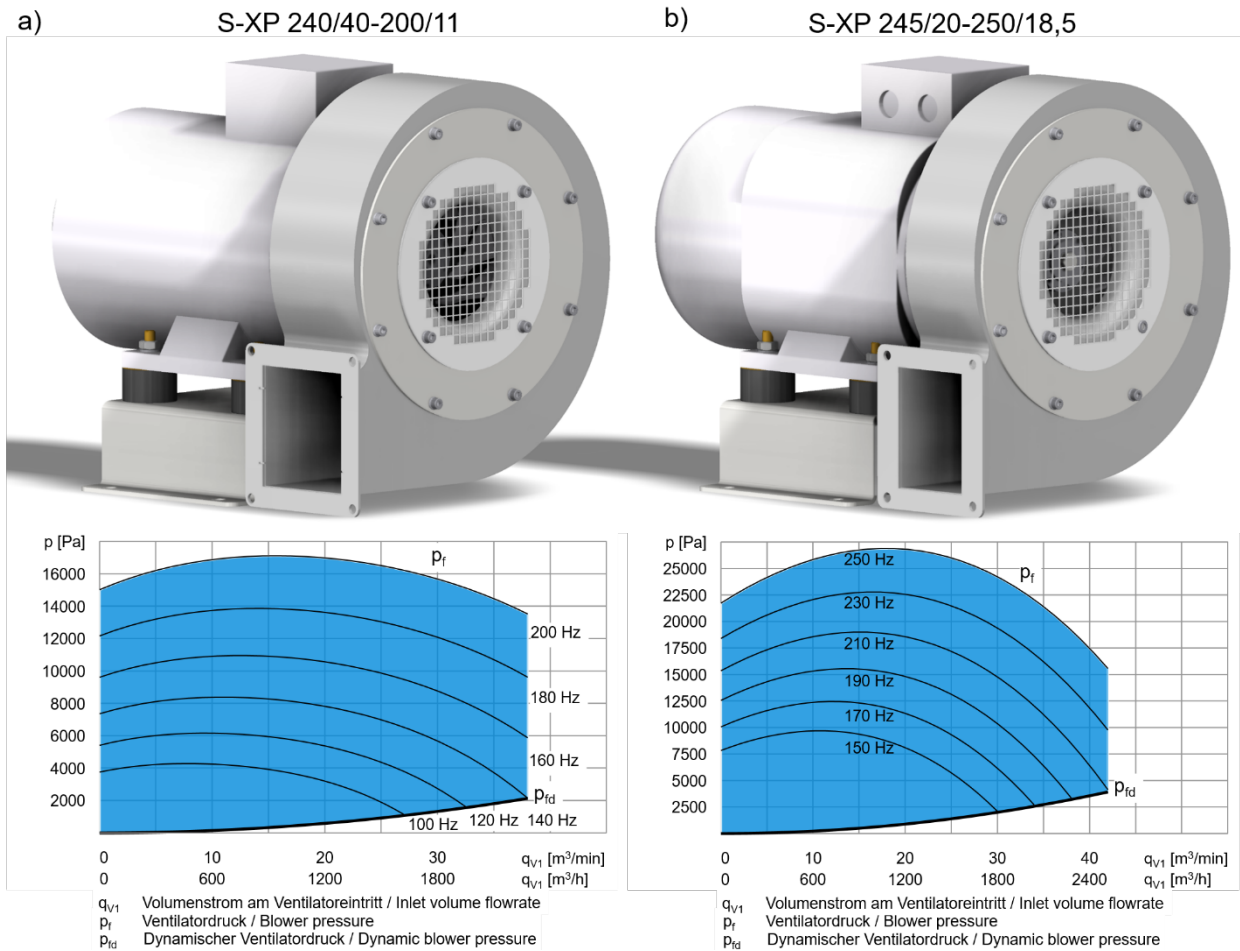 a) S-XP 240/40-200/11
b) S-XP 245/20-250/18,5
p [Pa]
16000
14000
12000
10000
8000
6000
4000
2000
pf
200 Hz
180 Hz
160 Hz
pfd
100 Hz 120 Hz 140 Hz
0 10 20 30 qV1 [m³/min]
0 600 1200 1800 qV1 [m³/h]
qV1 Volumenstrom am Ventilatoreintritt / Inlet volume flowrate
pf Ventilatordruck / Blower pressure
pfd Dynamischer Ventilatordruck / Dynamic blower pressure
p [Pa]
25000
22500
20000
17500
15000
12500
10000
7500
5000
2500
250 Hz
pf
230 Hz
210 Hz
190 Hz
170 Hz
150 Hz
pfd
0 10 20 30 40 qV1 [m³/min]
0 600 1200 1800 2400 qV1 [m³/h]
qV1 Volumenstrom am Ventilatoreintritt / Inlet volume flowrate
pf Ventilatordruck / Blower pressure
pfd Dynamischer Ventilatordruck / Dynamic blower pressure